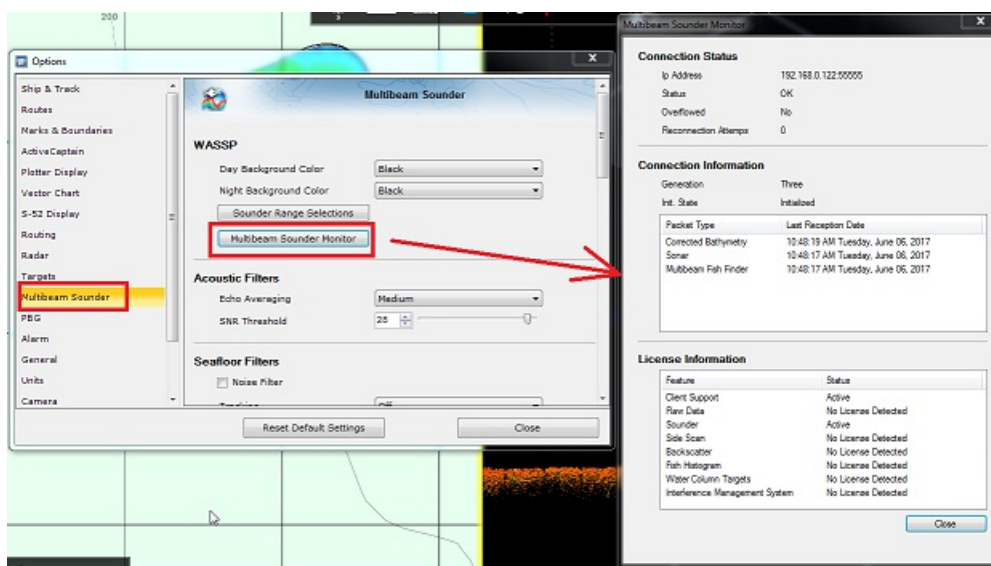 200
Options
X
Ship & Track
Routes
Marks & Boundaries
ActiveCaptain
Plotter Display
Vector Chart
S-52 Display
Routing
Radar
Targets
Multibeam Sounder
PBG
Alarm
General
Units
Camera
Multibeam Sounder
WASSP
Day Background Color Black
Night Background Color Black
Sounder Range Selections
Multibeam Sounder Monitor
Acoustic Filters
Echo Averaging Medium
SNR Threshold 28
Seafloor Filters
Noise Filter
Tracking Off
Reset Default Settings Close
Multibeam Sounder Monitor
X
Connection Status
Ip Address 192.168.0.122:55555
Status OK
Overflowed No
Reconnection Attemps 0
Connection Information
Generation Three
Init. State Initialized
Packet Type Last Reception Date
Corrected Bathymetry 10:48:19 AM Tuesday, June 06, 2017
Sonar 10:48:17 AM Tuesday, June 06, 2017
Multibeam Fish Finder 10:48:17 AM Tuesday, June 06, 2017
License Information
Feature Status
Client Support Active
Raw Data No License Detected
Sounder Active
Side Scan No License Detected
Backscatter No License Detected
Fish Histogram No License Detected
Water Column Targets No License Detected
Interference Management System No License Detected
Close